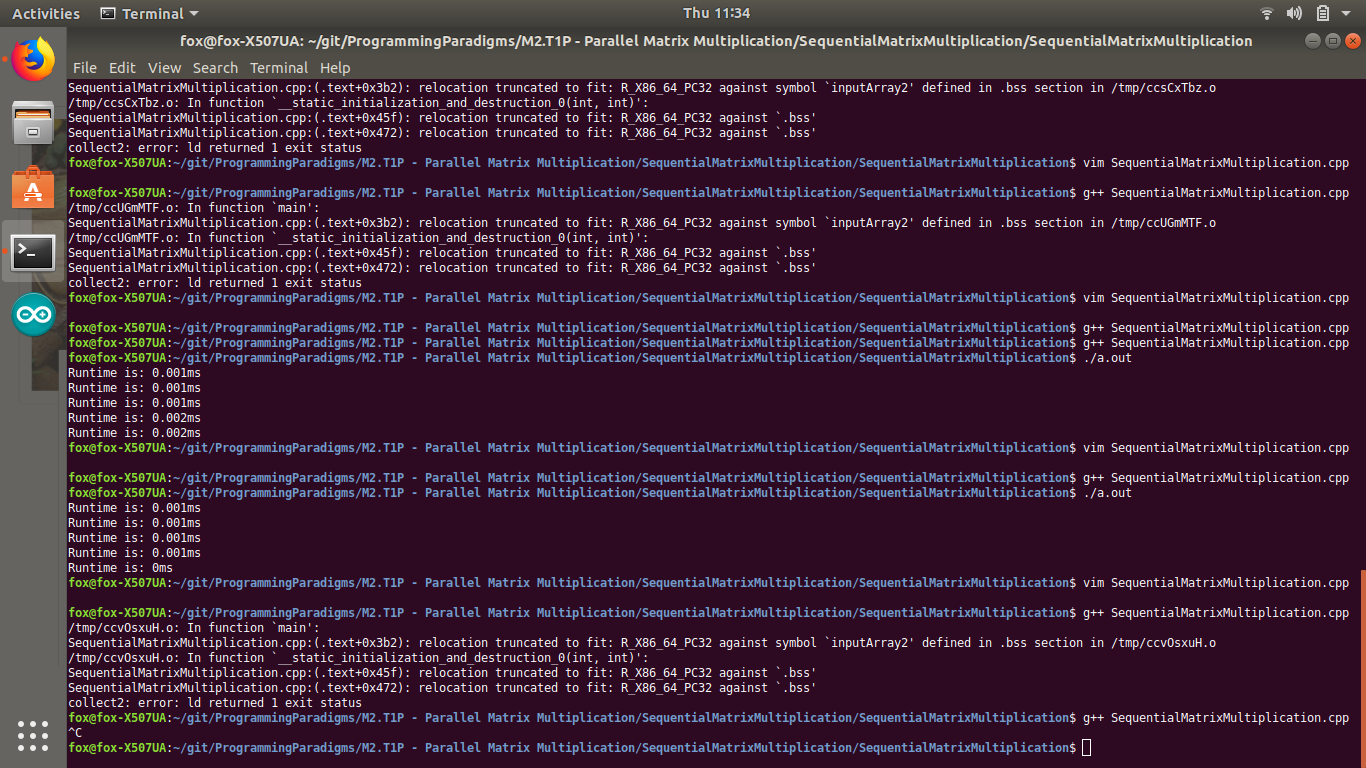 Activities Terminal Thu 11:34
fox@fox-X507UA: ~/git/ProgrammingParadigms/M2.T1P - Parallel Matrix Multiplication/SequentialMatrixMultiplication/SequentialMatrixMultiplication
File Edit View Search Terminal Help
SequentialMatrixMultiplication.cpp:(.text+0x3b2): relocation truncated to fit: R_X86_64_PC32 against symbol `inputArray2' defined in .bss section in /tmp/ccsCxTbz.o
/tmp/ccsCxTbz.o: In function `__static_initialization_and_destruction_0(int, int)':
SequentialMatrixMultiplication.cpp:(.text+0x45f): relocation truncated to fit: R_X86_64_PC32 against `.bss'
SequentialMatrixMultiplication.cpp:(.text+0x472): relocation truncated to fit: R_X86_64_PC32 against `.bss'
collect2: error: ld returned 1 exit status
fox@fox-X507UA:~/git/ProgrammingParadigms/M2.T1P - Parallel Matrix Multiplication/SequentialMatrixMultiplication/SequentialMatrixMultiplication$ vim SequentialMatrixMultiplication.cpp
fox@fox-X507UA:~/git/ProgrammingParadigms/M2.T1P - Parallel Matrix Multiplication/SequentialMatrixMultiplication/SequentialMatrixMultiplication$ g++ SequentialMatrixMultiplication.cpp
/tmp/ccUGmMTF.o: In function `main':
SequentialMatrixMultiplication.cpp:(.text+0x3b2): relocation truncated to fit: R_X86_64_PC32 against symbol `inputArray2' defined in .bss section in /tmp/ccUGmMTF.o
/tmp/ccUGmMTF.o: In function `__static_initialization_and_destruction_0(int, int)':
SequentialMatrixMultiplication.cpp:(.text+0x45f): relocation truncated to fit: R_X86_64_PC32 against `.bss'
SequentialMatrixMultiplication.cpp:(.text+0x472): relocation truncated to fit: R_X86_64_PC32 against `.bss'
collect2: error: ld returned 1 exit status
fox@fox-X507UA:~/git/ProgrammingParadigms/M2.T1P - Parallel Matrix Multiplication/SequentialMatrixMultiplication/SequentialMatrixMultiplication$ vim SequentialMatrixMultiplication.cpp
fox@fox-X507UA:~/git/ProgrammingParadigms/M2.T1P - Parallel Matrix Multiplication/SequentialMatrixMultiplication/SequentialMatrixMultiplication$ g++ SequentialMatrixMultiplication.cpp
fox@fox-X507UA:~/git/ProgrammingParadigms/M2.T1P - Parallel Matrix Multiplication/SequentialMatrixMultiplication/SequentialMatrixMultiplication$ g++ SequentialMatrixMultiplication.cpp
fox@fox-X507UA:~/git/ProgrammingParadigms/M2.T1P - Parallel Matrix Multiplication/SequentialMatrixMultiplication/SequentialMatrixMultiplication$ ./a.out
Runtime is: 0.001ms
Runtime is: 0.001ms
Runtime is: 0.001ms
Runtime is: 0.002ms
Runtime is: 0.002ms
fox@fox-X507UA:~/git/ProgrammingParadigms/M2.T1P - Parallel Matrix Multiplication/SequentialMatrixMultiplication/SequentialMatrixMultiplication$ vim SequentialMatrixMultiplication.cpp
fox@fox-X507UA:~/git/ProgrammingParadigms/M2.T1P - Parallel Matrix Multiplication/SequentialMatrixMultiplication/SequentialMatrixMultiplication$ g++ SequentialMatrixMultiplication.cpp
fox@fox-X507UA:~/git/ProgrammingParadigms/M2.T1P - Parallel Matrix Multiplication/SequentialMatrixMultiplication/SequentialMatrixMultiplication$ ./a.out
Runtime is: 0.001ms
Runtime is: 0.001ms
Runtime is: 0.001ms
Runtime is: 0.001ms
Runtime is: 0ms
fox@fox-X507UA:~/git/ProgrammingParadigms/M2.T1P - Parallel Matrix Multiplication/SequentialMatrixMultiplication/SequentialMatrixMultiplication$ vim SequentialMatrixMultiplication.cpp
fox@fox-X507UA:~/git/ProgrammingParadigms/M2.T1P - Parallel Matrix Multiplication/SequentialMatrixMultiplication/SequentialMatrixMultiplication$ g++ SequentialMatrixMultiplication.cpp
/tmp/ccvOsxuH.o: In function `main':
SequentialMatrixMultiplication.cpp:(.text+0x3b2): relocation truncated to fit: R_X86_64_PC32 against symbol `inputArray2' defined in .bss section in /tmp/ccvOsxuH.o
/tmp/ccvOsxuH.o: In function `__static_initialization_and_destruction_0(int, int)':
SequentialMatrixMultiplication.cpp:(.text+0x45f): relocation truncated to fit: R_X86_64_PC32 against `.bss'
SequentialMatrixMultiplication.cpp:(.text+0x472): relocation truncated to fit: R_X86_64_PC32 against `.bss'
collect2: error: ld returned 1 exit status
fox@fox-X507UA:~/git/ProgrammingParadigms/M2.T1P - Parallel Matrix Multiplication/SequentialMatrixMultiplication/SequentialMatrixMultiplication$ g++ SequentialMatrixMultiplication.cpp
^C
fox@fox-X507UA:~/git/ProgrammingParadigms/M2.T1P - Parallel Matrix Multiplication/SequentialMatrixMultiplication/SequentialMatrixMultiplication$